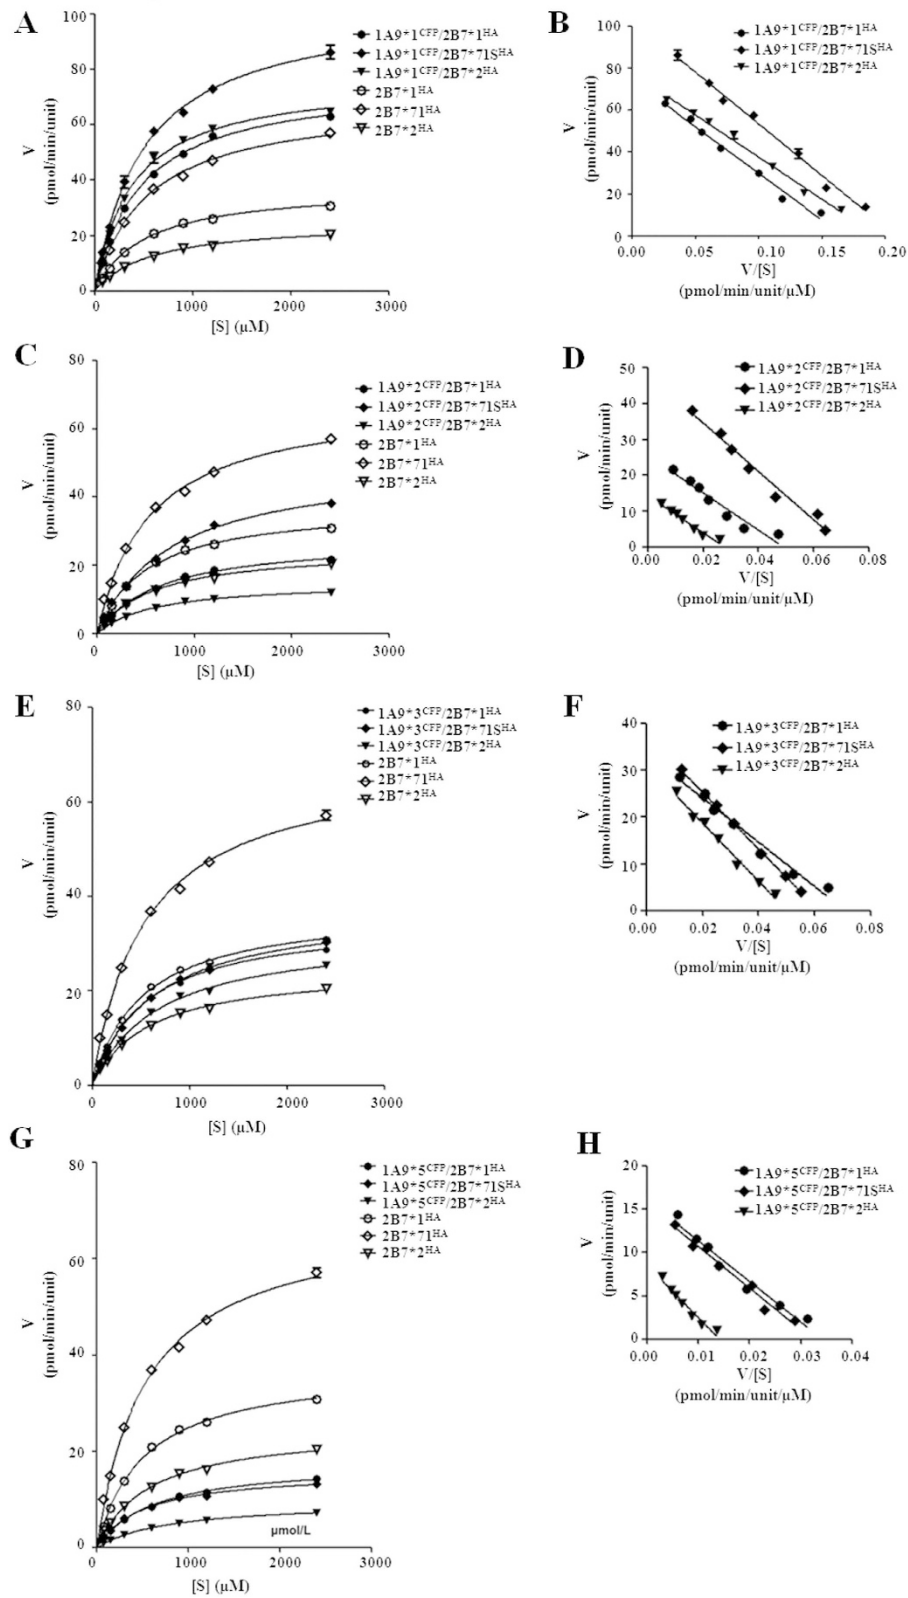 A
100
80
60
40
20
0
V
(pmol/min/unit)
0 1000 2000 3000
[S] (µM)
1A9*1CFP/2B7*1HA
1A9*1CFP/2B7*71SHA
1A9*1CFP/2B7*2HA
2B7*1HA
2B7*71HA
2B7*2HA
B
100
80
60
40
20
0
V
(pmol/min/unit)
0.00 0.05 0.10 0.15 0.20
V/[S]
(pmol/min/unit/µM)
1A9*1CFP/2B7*1HA
1A9*1CFP/2B7*71SHA
1A9*1CFP/2B7*2HA
C
80
60
40
20
0
V
(pmol/min/unit)
0 1000 2000 3000
[S] (µM)
1A9*2CFP/2B7*1HA
1A9*2CFP/2B7*71SHA
1A9*2CFP/2B7*2HA
2B7*1HA
2B7*71HA
2B7*2HA
D
50
40
30
20
10
0
V
(pmol/min/unit)
0.00 0.02 0.04 0.06 0.08
V/[S]
(pmol/min/unit/µM)
1A9*2CFP/2B7*1HA
1A9*2CFP/2B7*71SHA
1A9*2CFP/2B7*2HA
E
80
60
40
20
0
V
(pmol/min/unit)
0 1000 2000 3000
[S] (µM)
1A9*3CFP/2B7*1HA
1A9*3CFP/2B7*71SHA
1A9*3CFP/2B7*2HA
2B7*1HA
2B7*71HA
2B7*2HA
F
40
30
20
10
0
V
(pmol/min/unit)
0.00 0.02 0.04 0.06 0.08
V/[S]
(pmol/min/unit/µM)
1A9*3CFP/2B7*1HA
1A9*3CFP/2B7*71SHA
1A9*3CFP/2B7*2HA
G
80
60
40
20
0
V
(pmol/min/unit)
µmol/L
0 1000 2000 3000
[S] (µM)
1A9*5CFP/2B7*1HA
1A9*5CFP/2B7*71SHA
1A9*5CFP/2B7*2HA
2B7*1HA
2B7*71HA
2B7*2HA
H
20
15
10
5
0
V
(pmol/min/unit)
0.00 0.01 0.02 0.03 0.04
V/[S]
(pmol/min/unit/µM)
1A9*5CFP/2B7*1HA
1A9*5CFP/2B7*71SHA
1A9*5CFP/2B7*2HA